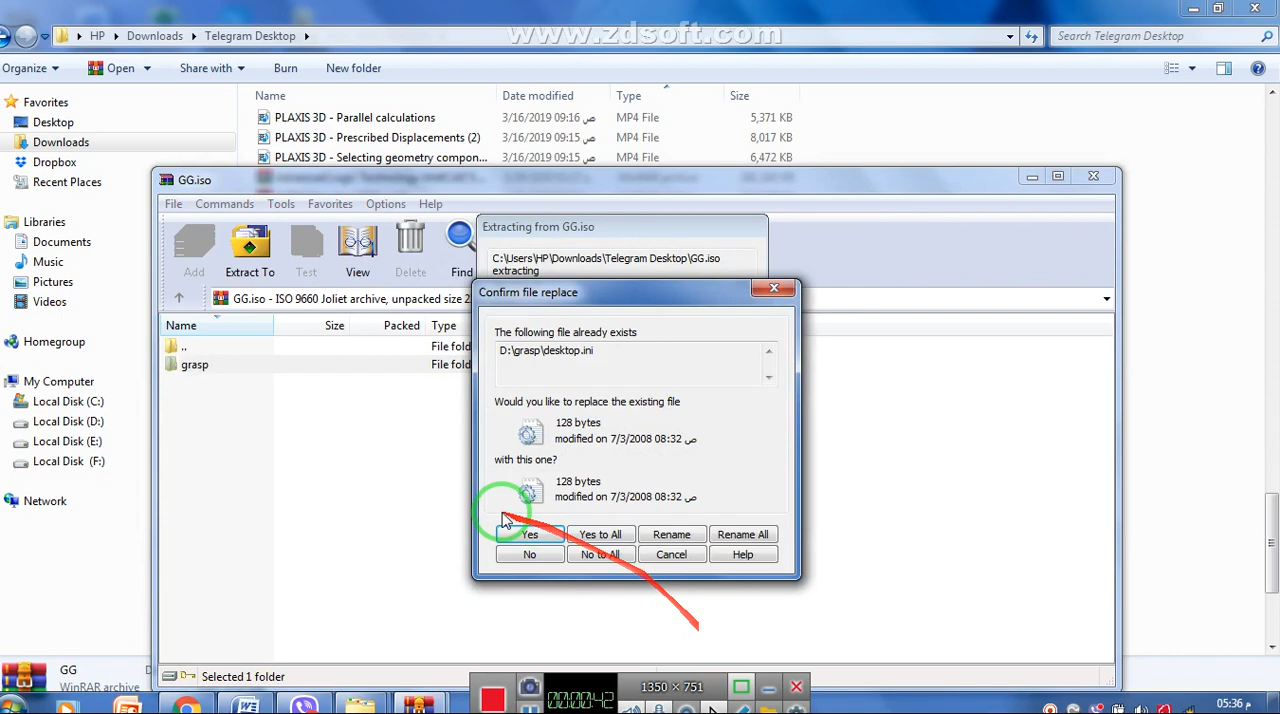 www.zdsoft.com
HP
Downloads
Telegram Desktop
Search Telegram Desktop
Organize
Open
Share with
Burn
New folder
Favorites
Desktop
Downloads
Dropbox
Recent Places
Libraries
Documents
Music
Pictures
Videos
Homegroup
My Computer
Local Disk (C:)
Local Disk (D:)
Local Disk (E:)
Local Disk (F:)
Network
Name Date modified Type Size
PLAXIS 3D - Parallel calculations 3/16/2019 09:16 ص MP4 File 5,371 KB
PLAXIS 3D - Prescribed Displacements (2) 3/16/2019 09:15 ص MP4 File 8,017 KB
PLAXIS 3D - Selecting geometry compon... 3/16/2019 09:15 ص MP4 File 6,472 KB
GG.iso
File Commands Tools Favorites Options Help
Add Extract To Test View Delete Find
GG.iso - ISO 9660 Joliet archive, unpacked size 2
Name Size Packed Type
.. File fold
grasp File fold
Extracting from GG.iso
C:\Users\HP\Downloads\Telegram Desktop\GG.iso
extracting
Confirm file replace
The following file already exists
D:\grasp\desktop.ini
Would you like to replace the existing file
128 bytes
modified on 7/3/2008 08:32 ص
with this one?
128 bytes
modified on 7/3/2008 08:32 ص
Yes Yes to All Rename Rename All
No No to All Cancel Help
Selected 1 folder
GG
WinRAR archive
00:00:42
1350 × 751
05:36 م